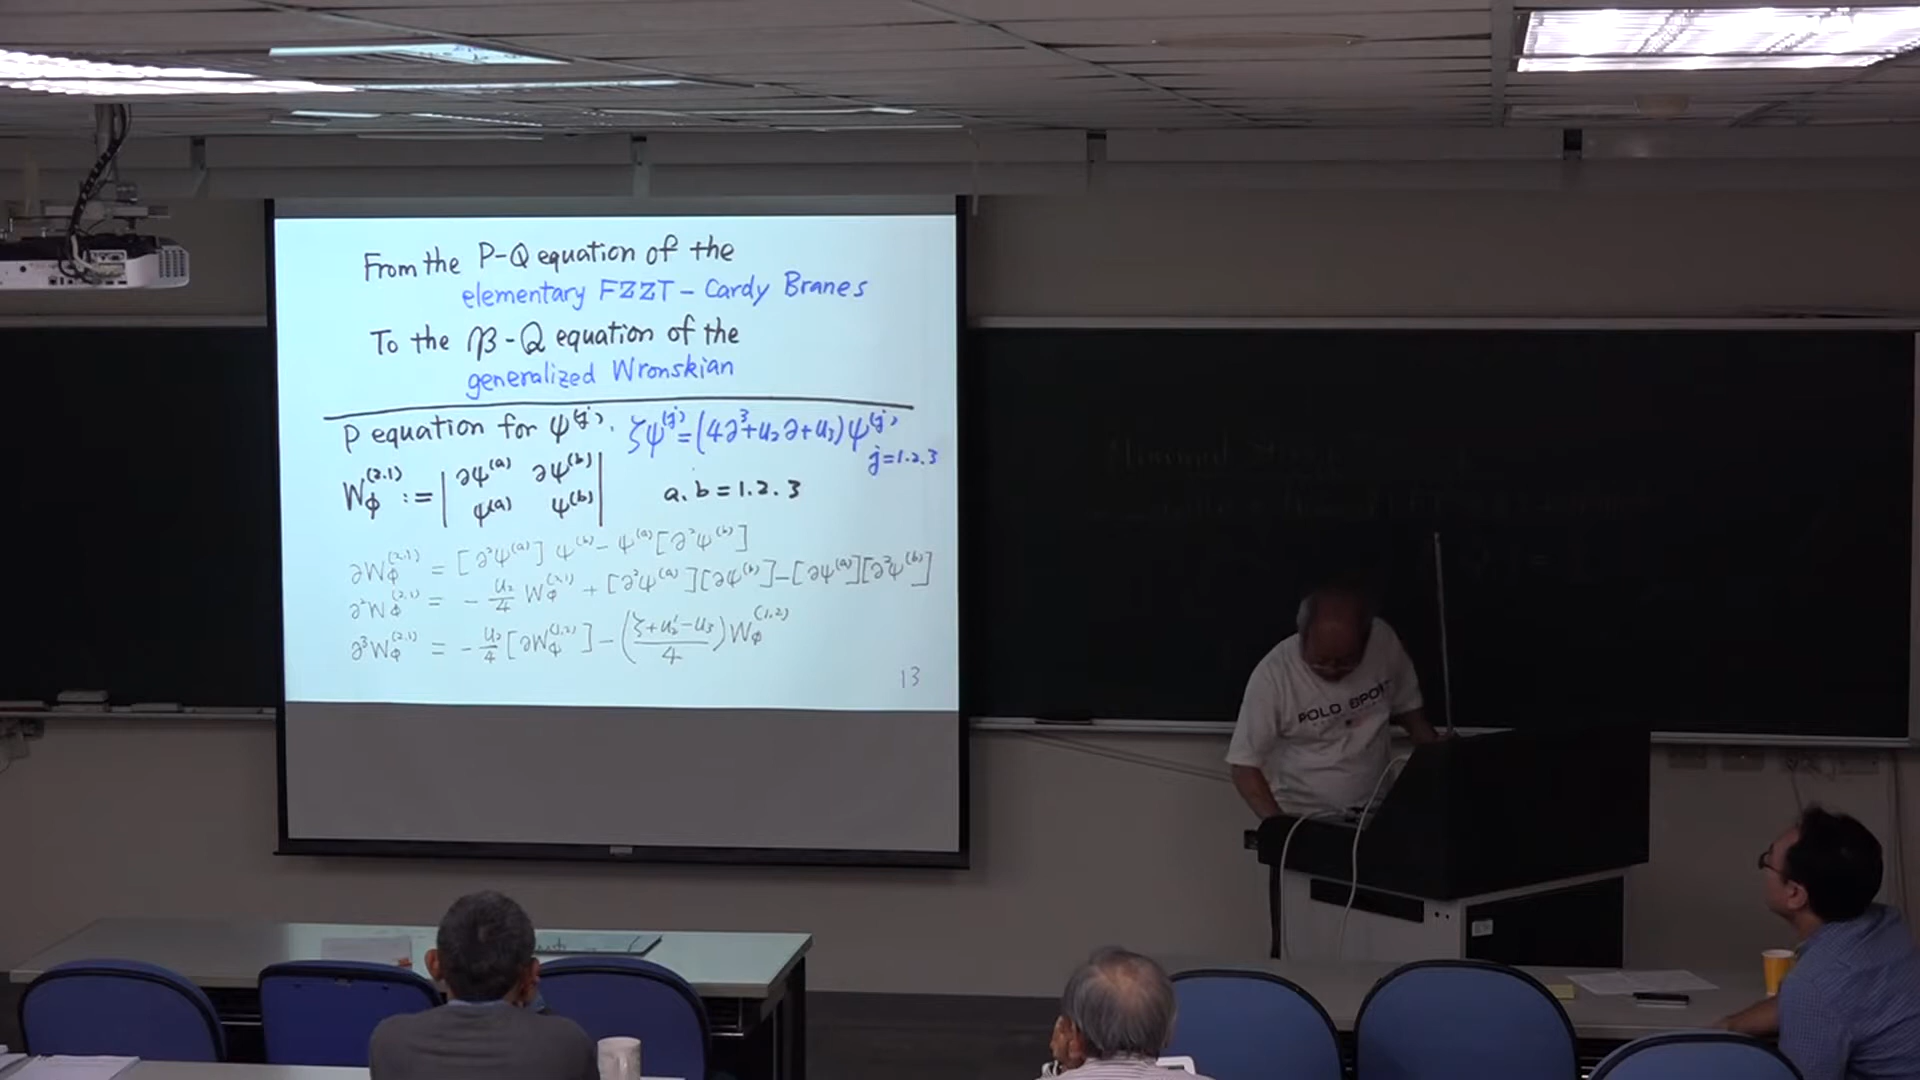 From the P-Q equation of the
elementary FZZT - Cardy Branes
To the β-Q equation of the
generalized Wronskian
P equation for ψ^(j). ζψ^(j) = (4∂³+u₂∂+u₃)ψ^(j)
j=1.2.3
W_ϕ^(2.1) := | ∂ψ^(a) ∂ψ^(b) |
| ψ^(a) ψ^(b) | a.b = 1.2.3
∂W_ϕ^(2,1) = [∂²ψ^(a)] ψ^(b) - ψ^(a)[∂²ψ^(b)]
∂²W_ϕ^(2,1) = - u₂/4 W_ϕ^(2,1) + [∂²ψ^(a)][∂ψ^(b)] - [∂ψ^(a)][∂²ψ^(b)]
∂³W_ϕ^(2,1) = - u₂/4 [∂W_ϕ^(1,2)] - (ζ+u₂'-u₃/4) W_ϕ^(1,2)
13
POLO SPORT